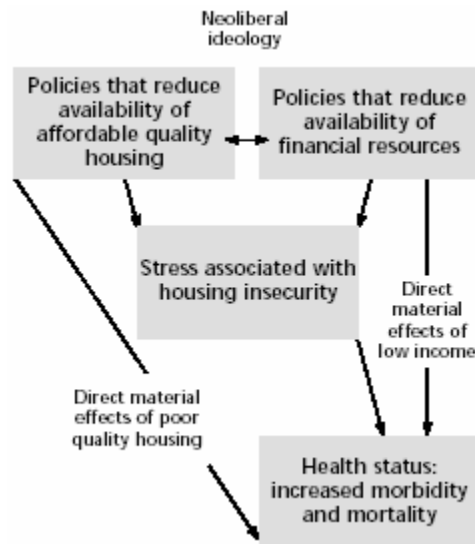 Neoliberal
ideology
Policies that reduce
availability of
affordable quality
housing
Policies that reduce
availability of
financial resources
Stress associated with
housing insecurity
Direct
material
effects of
low income
Direct material
effects of poor
quality housing
Health status:
increased morbidity
and mortality